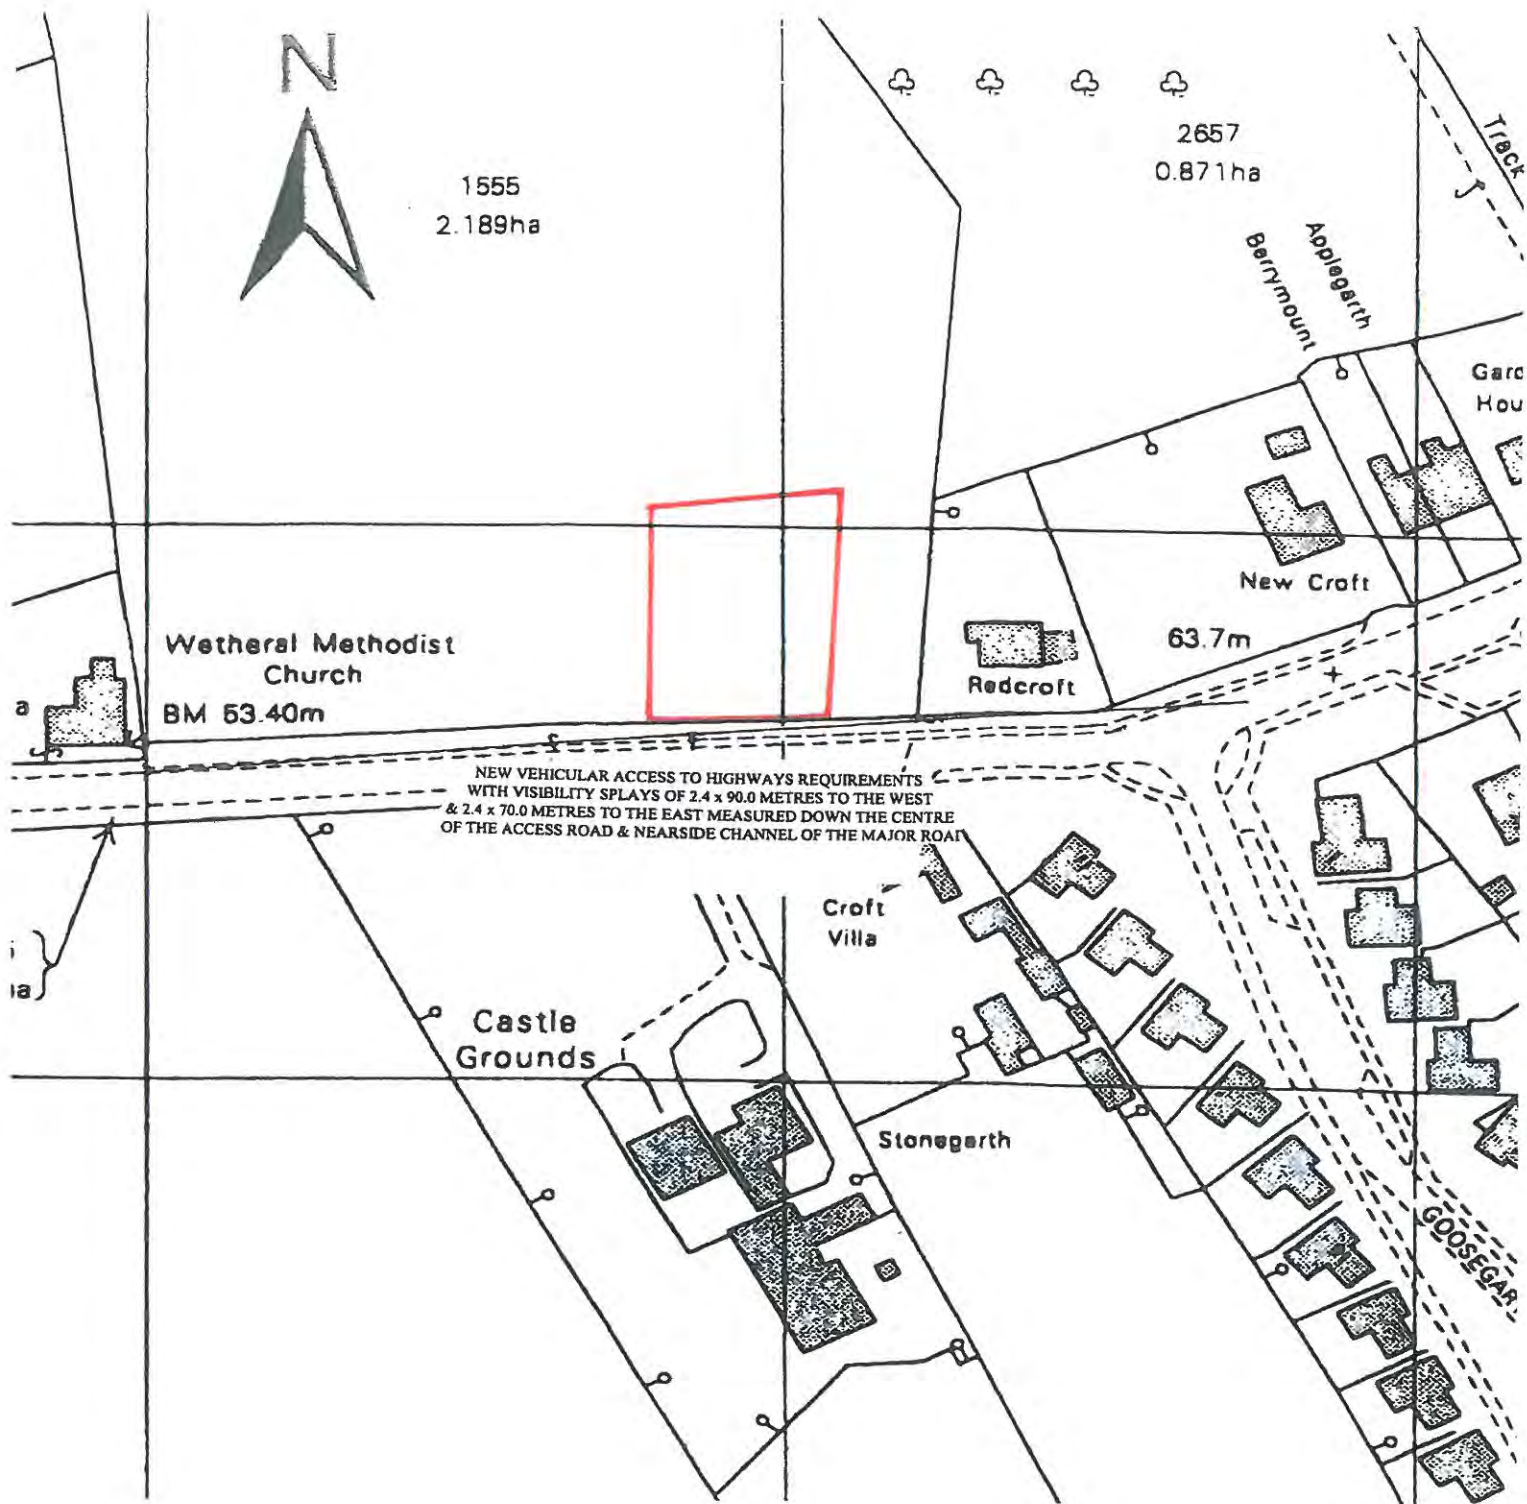 N
1555
2.189ha
2657
0.871ha
Track
Applegarth
Berrymount
New Croft
63.7m
Wetheral Methodist
Church
BM 53.40m
Redcroft
a
NEW VEHICULAR ACCESS TO HIGHWAYS REQUIREMENTS
WITH VISIBILITY SPLAYS OF 2.4 x 90.0 METRES TO THE WEST
& 2.4 x 70.0 METRES TO THE EAST MEASURED DOWN THE CENTRE
OF THE ACCESS ROAD & NEARSIDE CHANNEL OF THE MAJOR ROAD
Croft
Villa
Castle
Grounds
Stonegarth